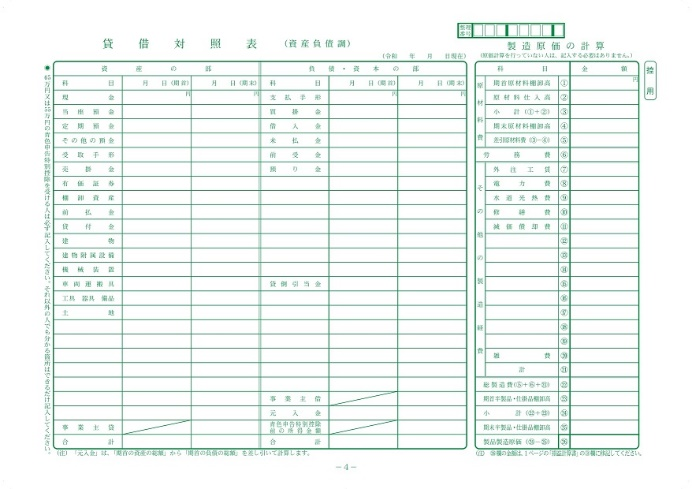 整理番号
貸借対照表 (資産負債調)
(令和 年 月 日現在)
製造原価の計算
(原価計算を行っていない人は、記入する必要はありません。)
提出用
●65万円又は55万円の青色申告特別控除を受ける人は必ず記入してください。それ以外の人でも分かる箇所はできるだけ記入してください。
資産の部
負債・資本の部
科目 月 日(期首) 月 日(期末) 科目 月 日(期首) 月 日(期末)
現金 円 円 支払手形 円 円
当座預金 買掛金
定期預金 借入金
その他の預金 未払金
受取手形 前受金
売掛金 預り金
有価証券
棚卸資産
前払金
貸付金
建物
建物附属設備
機械装置
車両運搬具 貸倒引当金
工具 器具 備品
土地
事業主借
元入金
事業主貸 青色申告特別控除前の所得金額
合計 合計
(注) 「元入金」は、「期首の資産の総額」から「期首の負債の総額」を差し引いて計算します。
科目 金額
原材料費
期首原材料棚卸高 ① 円
原材料仕入高 ②
小計(①+②) ③
期末原材料棚卸高 ④
差引原材料費(③-④) ⑤
労務費 ⑥
その他の製造経費
外注工賃 ⑦
電力費 ⑧
水道光熱費 ⑨
修繕費 ⑩
減価償却費 ⑪
⑫
⑬
⑭
⑮
⑯
⑰
⑱
⑲
雑費 ⑳
計 ㉑
総製造費(⑤+⑥+㉑) ㉒
期首半製品・仕掛品棚卸高 ㉓
小計(㉒+㉓) ㉔
期末半製品・仕掛品棚卸高 ㉕
製品製造原価(㉔-㉕) ㉖
(注) ㉖欄の金額は、1ページの「損益計算書」の③欄に移記してください。
-4-